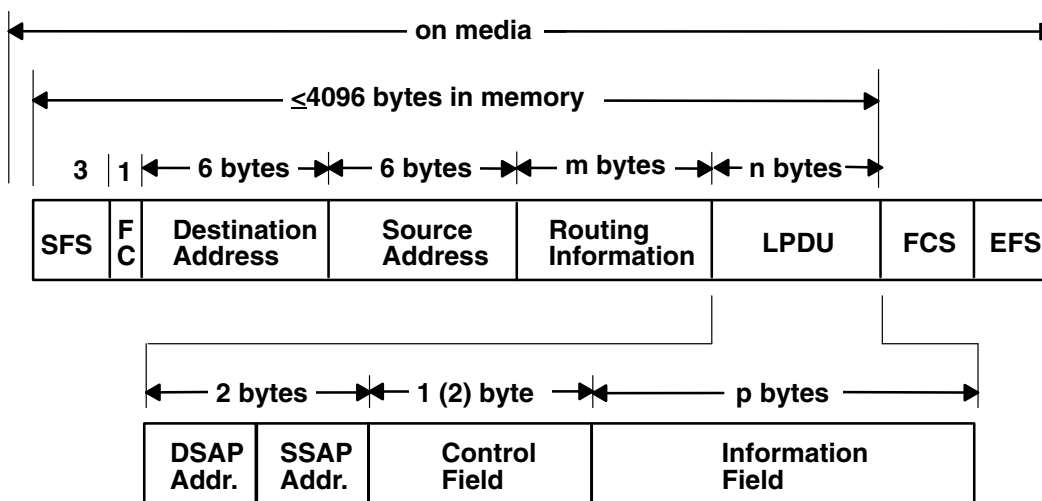 on media
≤4096 bytes in memory
3 1 6 bytes 6 bytes m bytes n bytes
SFS
F
C
Destination
Address
Source
Address
Routing
Information
LPDU
FCS
EFS
2 bytes 1 (2) byte p bytes
DSAP
Addr.
SSAP
Addr.
Control
Field
Information
Field